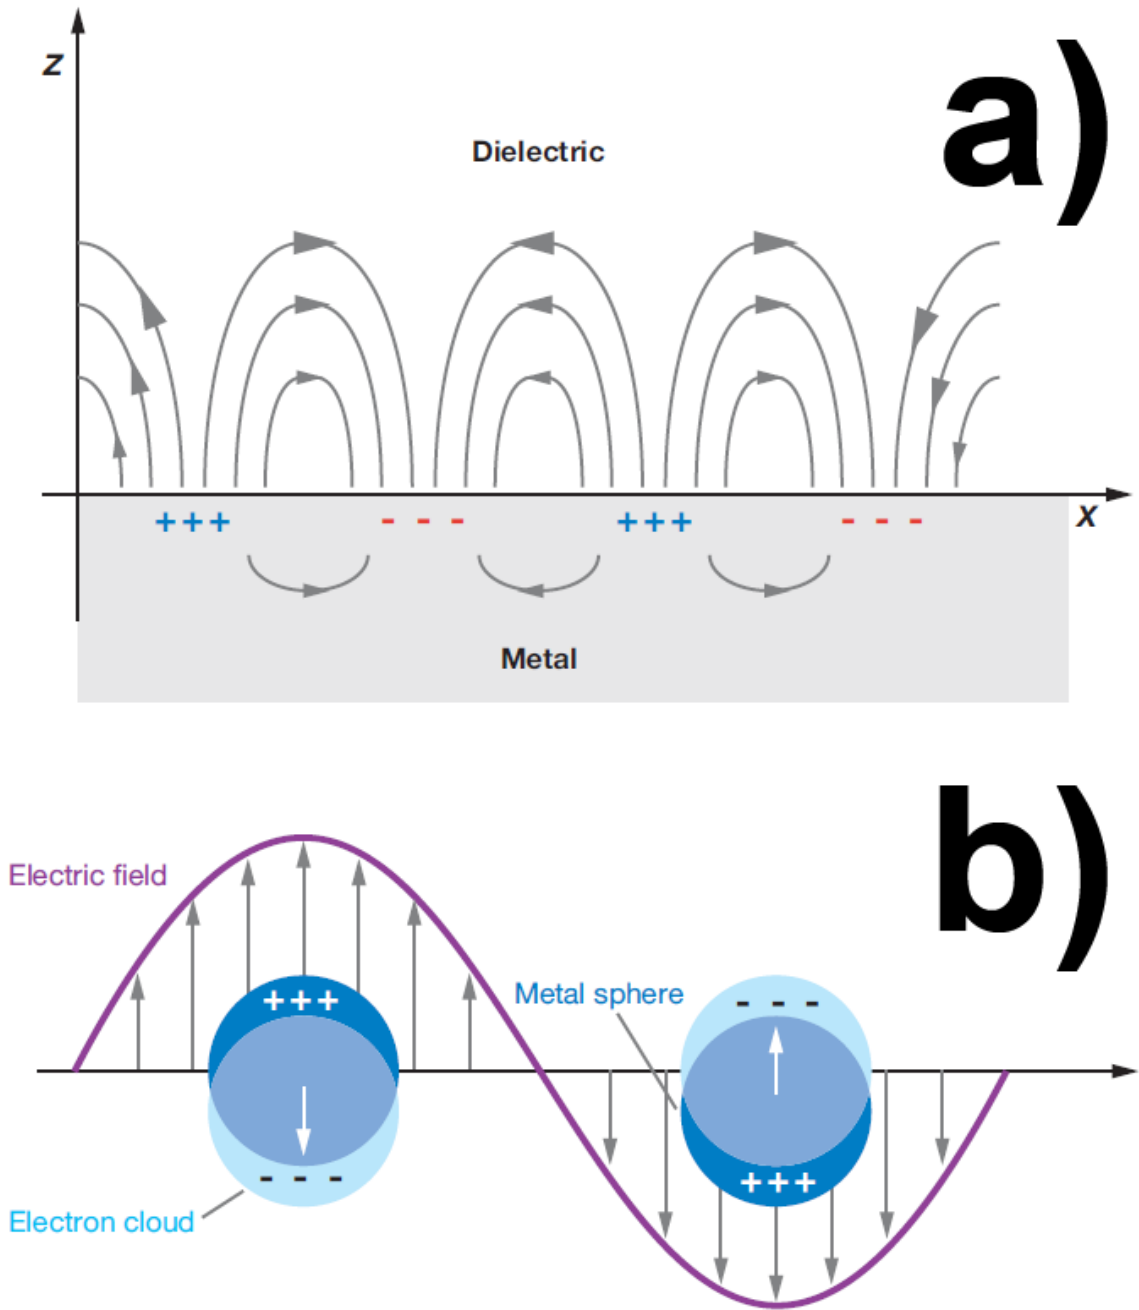 a)
z
Dielectric
+++
- - -
+++
- - -
x
Metal
b)
Electric field
+++
Metal sphere
- - -
- - -
+++
Electron cloud